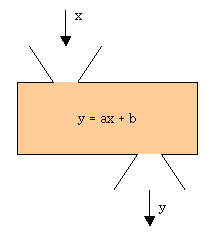 x
y = ax + b
y